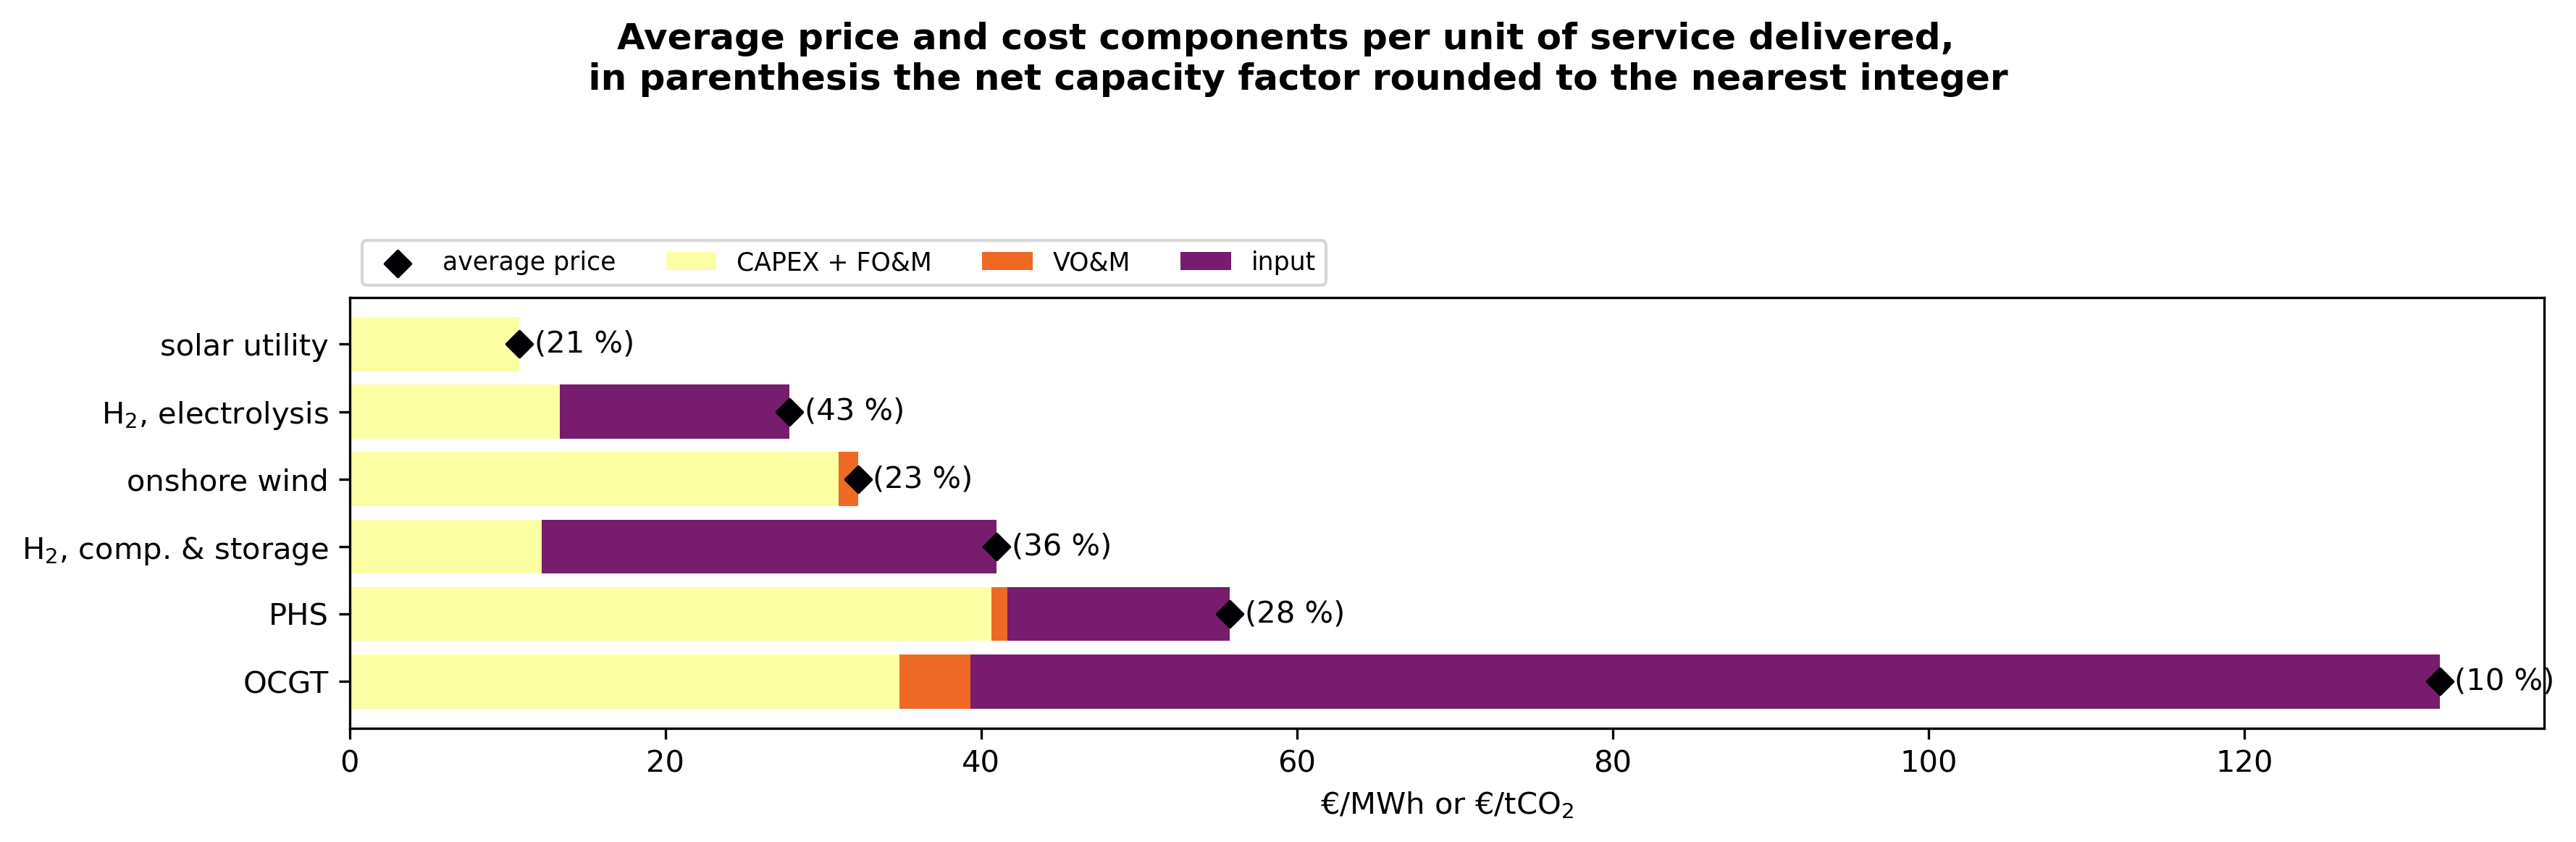 Average price and cost components per unit of service delivered,
in parenthesis the net capacity factor rounded to the nearest integer
average price
CAPEX + FO&M
VO&M
input
solar utility
(21 %)
H₂, electrolysis
(43 %)
onshore wind
(23 %)
H₂, comp. & storage
(36 %)
PHS
(28 %)
OCGT
(10 %)
0 20 40 60 80 100 120
€/MWh or €/tCO₂